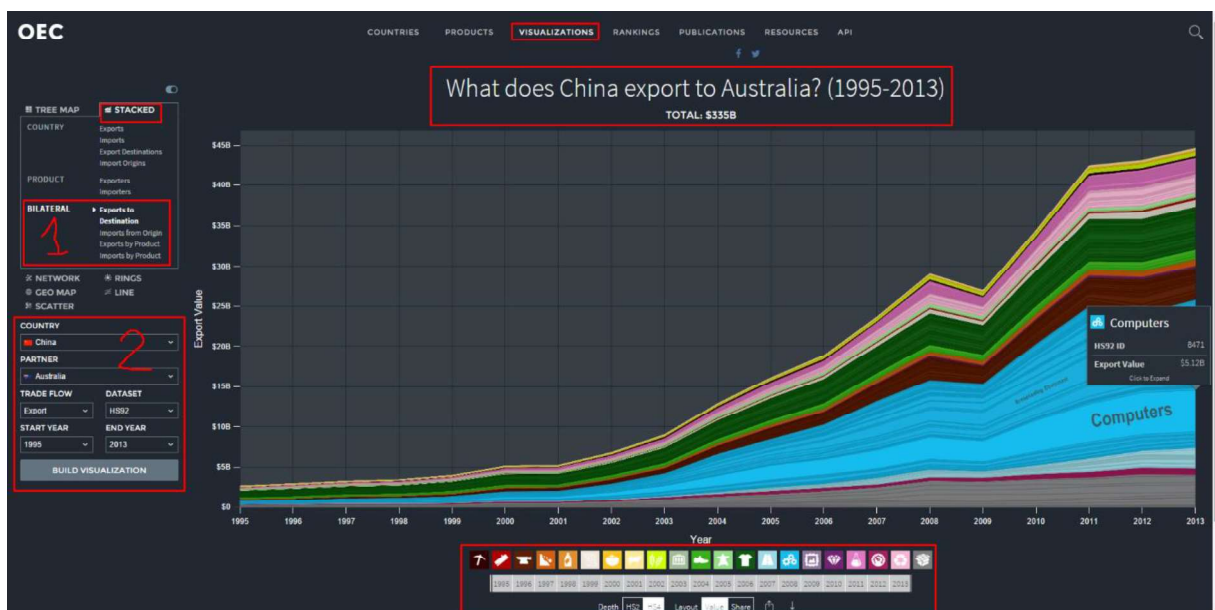 OEC
COUNTRIES PRODUCTS VISUALIZATIONS RANKINGS PUBLICATIONS RESOURCES API
What does China export to Australia? (1995-2013)
TOTAL: $335B
TREE MAP STACKED
COUNTRY Exports
Imports
Export Destinations
Import Origins
PRODUCT Exporters
Importers
BILATERAL Exports to
Destination
Imports from Origin
Exports by Product
Imports by Product
1
NETWORK RINGS
GEO MAP LINE
SCATTER
COUNTRY
China
2
PARTNER
Australia
TRADE FLOW DATASET
Export HS92
START YEAR END YEAR
1995 2013
BUILD VISUALIZATION
Export Value
$45B
$40B
$35B
$30B
$25B
$20B
$15B
$10B
$5B
$0
Computers
HS92 ID 8471
Export Value $5.12B
Click to Expand
Computers
1995 1996 1997 1998 1999 2000 2001 2002 2003 2004 2005 2006 2007 2008 2009 2010 2011 2012 2013
Year
1995 1996 1997 1998 1999 2000 2001 2002 2003 2004 2005 2006 2007 2008 2009 2010 2011 2012 2013
Depth HS2 HS4 Layout Value Share